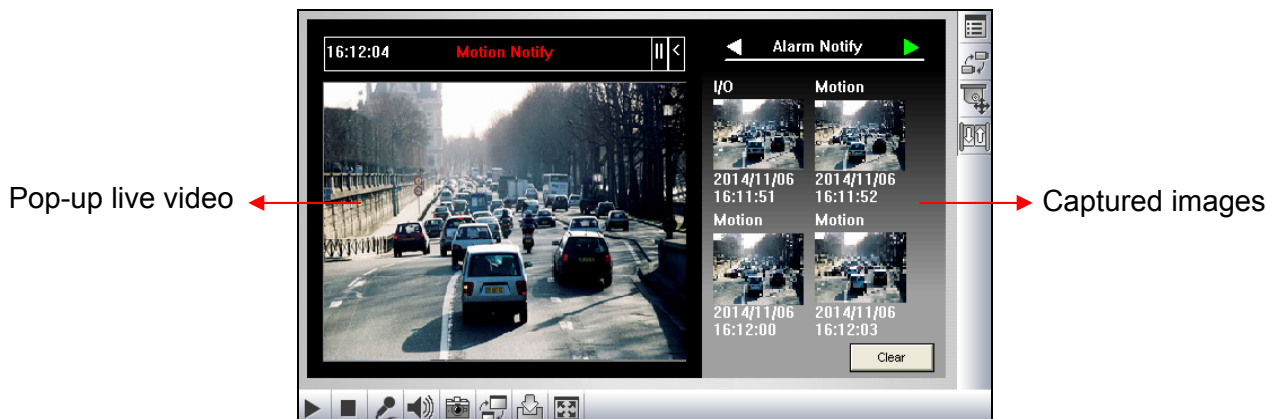 16:12:04 Motion Notify
Alarm Notify
I/O Motion
2014/11/06 2014/11/06
16:11:51 16:11:52
Pop-up live video
Captured images
Motion Motion
2014/11/06 2014/11/06
16:12:00 16:12:03
Clear